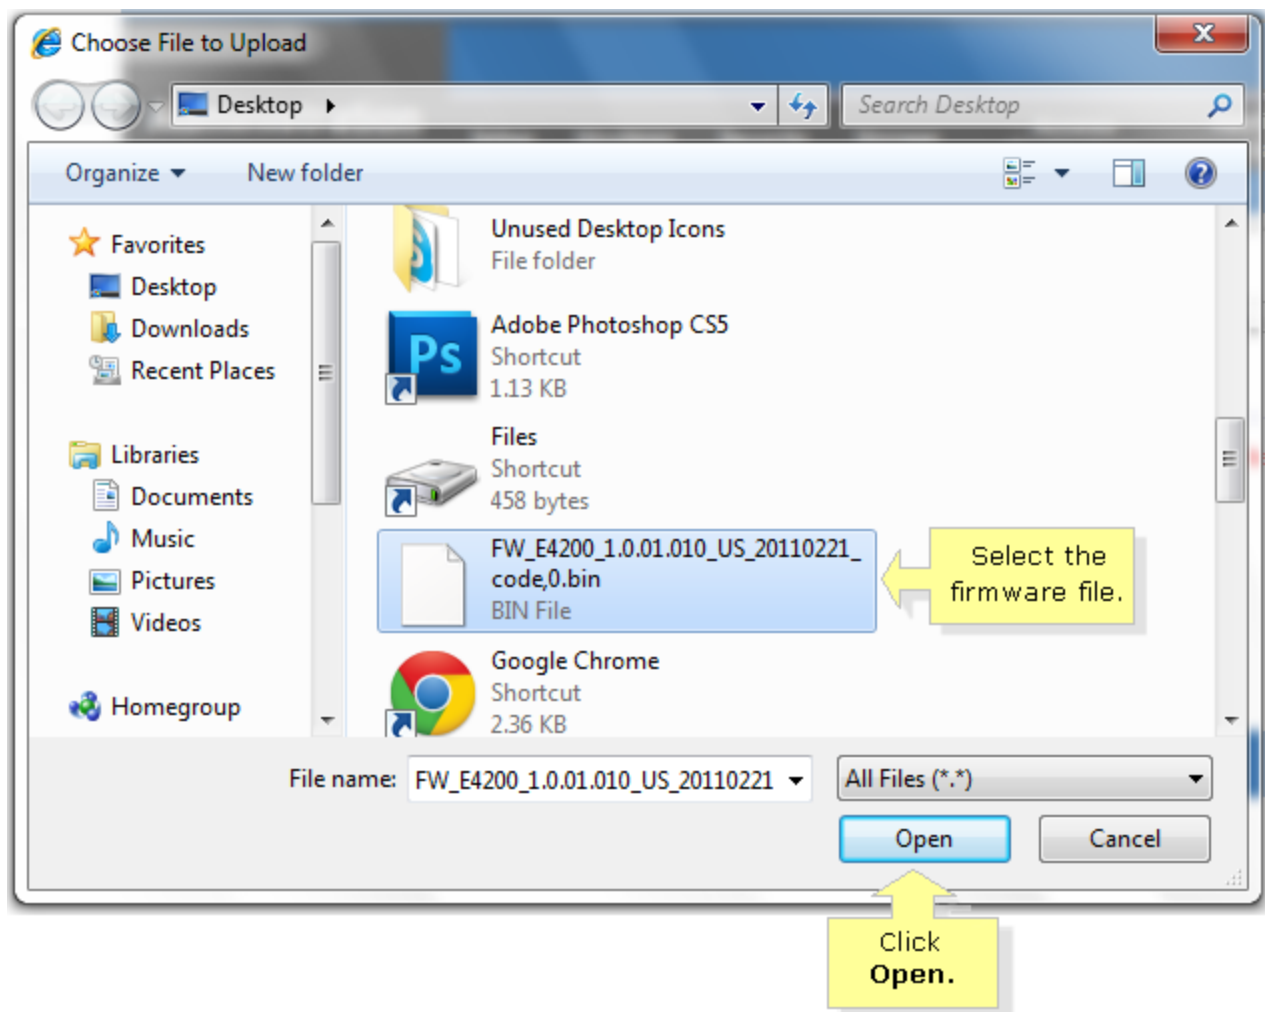 Choose File to Upload
x
Desktop
Search Desktop
Organize
New folder
Favorites
Desktop
Downloads
Recent Places
Libraries
Documents
Music
Pictures
Videos
Homegroup
Unused Desktop Icons
File folder
Ps
Adobe Photoshop CS5
Shortcut
1.13 KB
Files
Shortcut
458 bytes
FW_E4200_1.0.01.010_US_20110221_
code,0.bin
BIN File
Select the
firmware file.
Google Chrome
Shortcut
2.36 KB
File name:
FW_E4200_1.0.01.010_US_20110221
All Files (*.*)
Open
Cancel
Click
Open.